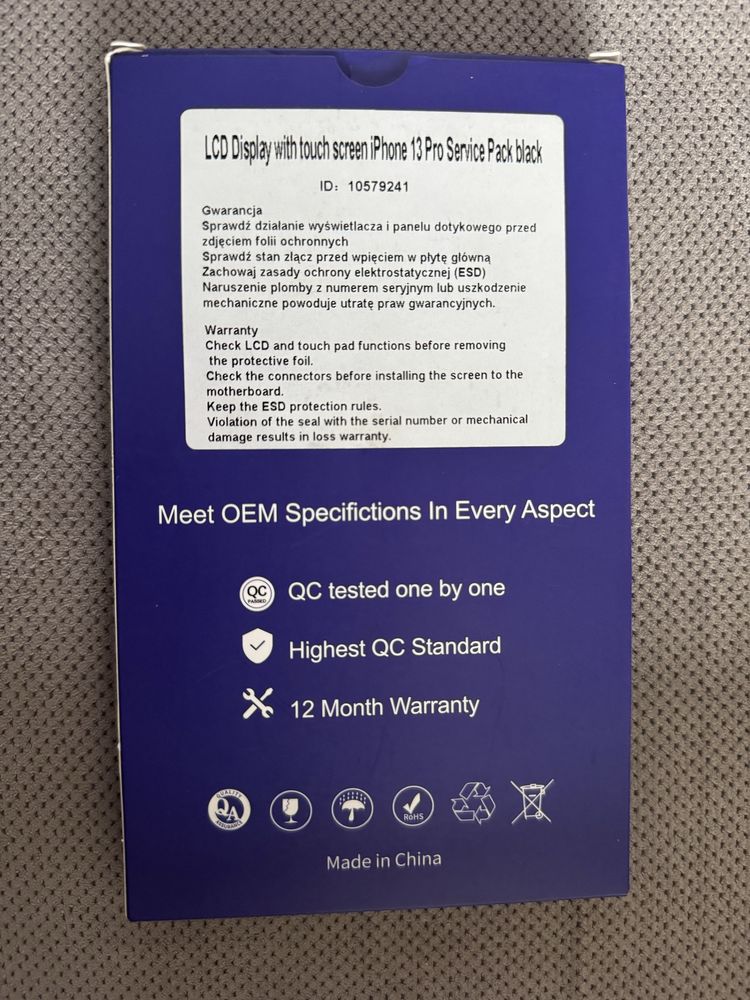 LCD Display with touch screen iPhone 13 Pro Service Pack black
ID: 10579241
Gwarancja
Sprawdź działanie wyświetlacza i panelu dotykowego przed
zdjęciem folii ochronnych
Sprawdź stan złącz przed wpięciem w płytę główną
Zachowaj zasady ochrony elektrostatycznej (ESD)
Naruszenie plomby z numerem seryjnym lub uszkodzenie
mechaniczne powoduje utratę praw gwarancyjnych.
Warranty
Check LCD and touch pad functions before removing
the protective foil.
Check the connectors before installing the screen to the
motherboard.
Keep the ESD protection rules.
Violation of the seal with the serial number or mechanical
damage results in loss warranty.
Meet OEM Specifictions In Every Aspect
QC PASSED
QC tested one by one
Highest QC Standard
12 Month Warranty
QUALITY
QA
ASSURANCE
RoHS
Made in China